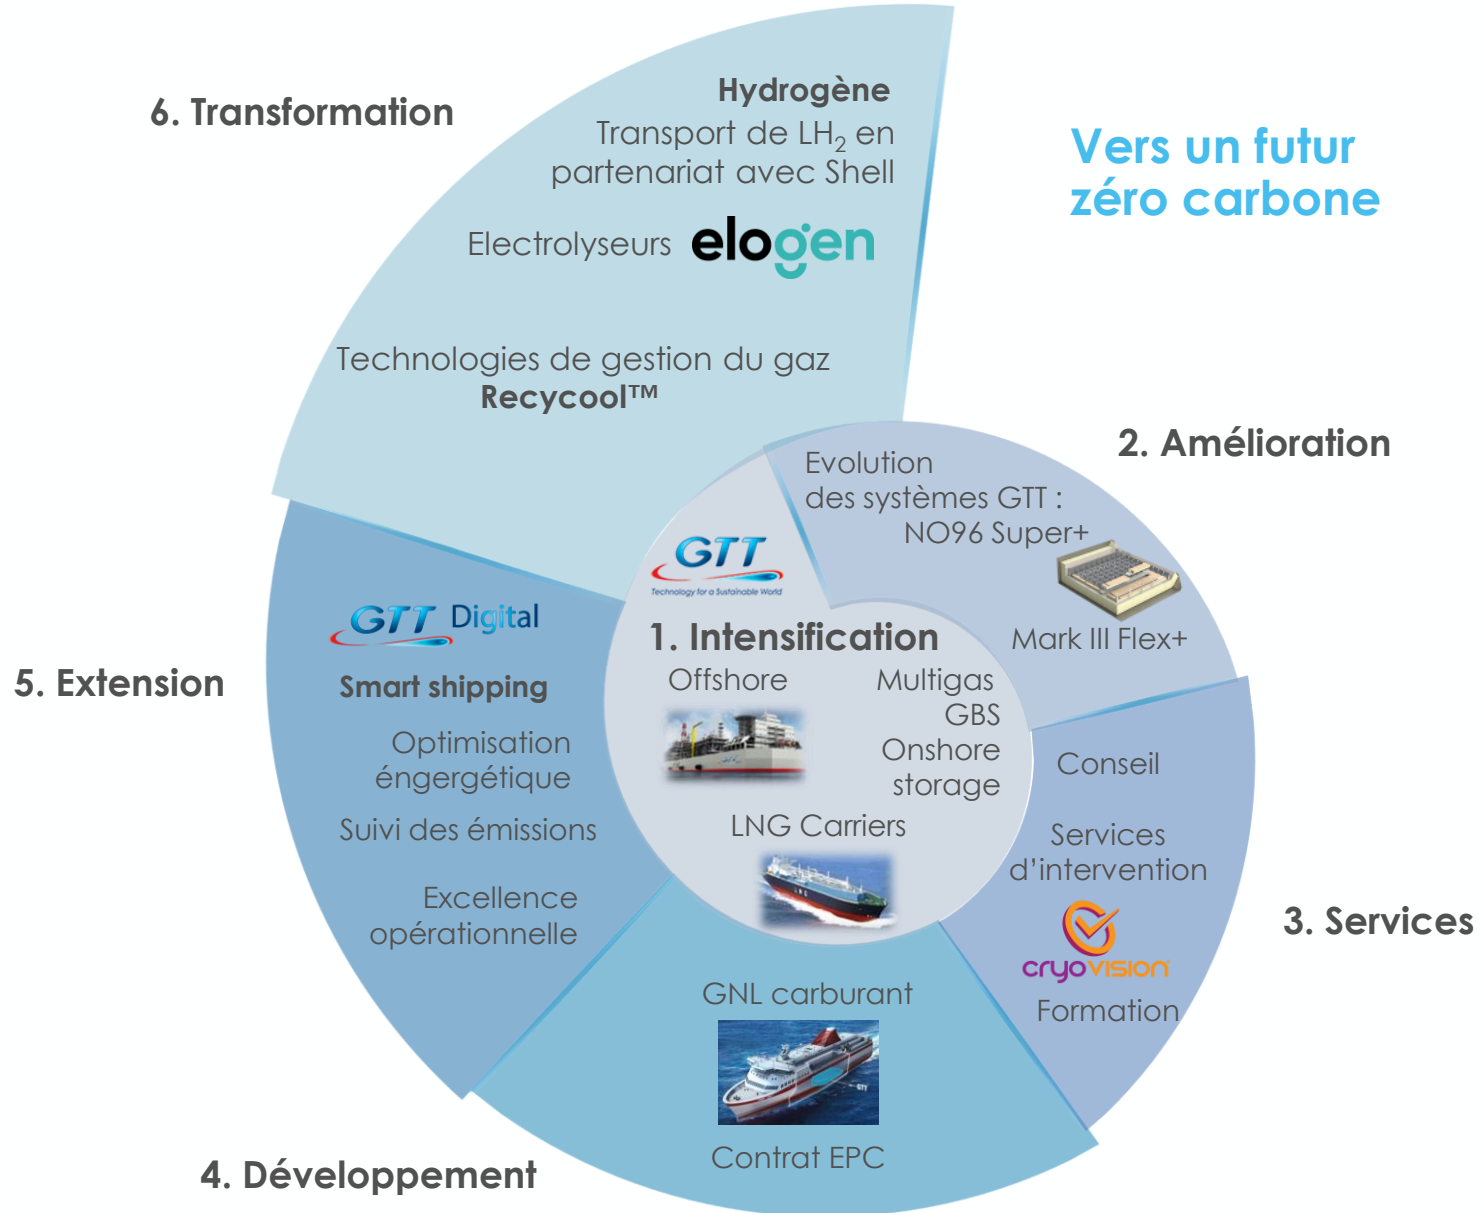 6. Transformation
Hydrogène
Transport de LH₂ en
partenariat avec Shell
Electrolyseurs elogen
Technologies de gestion du gaz
Recycool™
Vers un futur
zéro carbone
2. Amélioration
Evolution
des systèmes GTT :
NO96 Super+
Mark III Flex+
GTT
Technology for a Sustainable World
1. Intensification
Offshore
Multigas
GBS
Onshore
storage
LNG Carriers
LNG
3. Services
Conseil
Services
d'intervention
cryovision
Formation
4. Développement
GNL carburant
GTT
Contrat EPC
5. Extension
GTT Digital
Smart shipping
Optimisation
éngergétique
Suivi des émissions
Excellence
opérationnelle